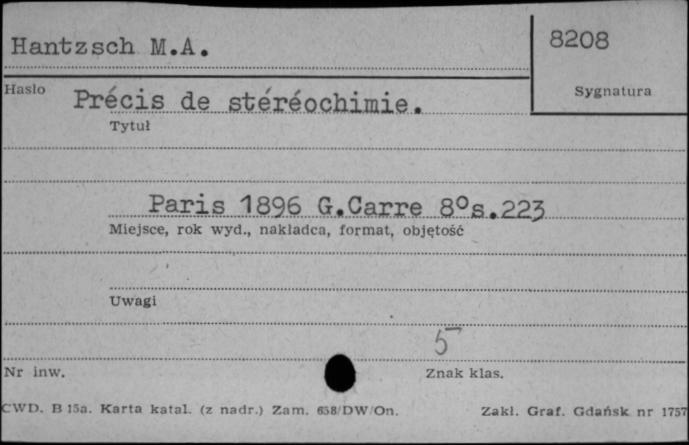 Hantzsch M.A.
8208
Hasło
Sygnatura
Précis de stéréochimie.
Tytuł
Paris 1896 G.Carre 8ºs.223
Miejsce, rok wyd., nakładca, format, objętość
Uwagi
5
Nr inw.
Znak klas.
CWD. B 15a. Karta katal. (z nadr.) Zam. 658/DW/On.
Zakł. Graf. Gdańsk nr 1757